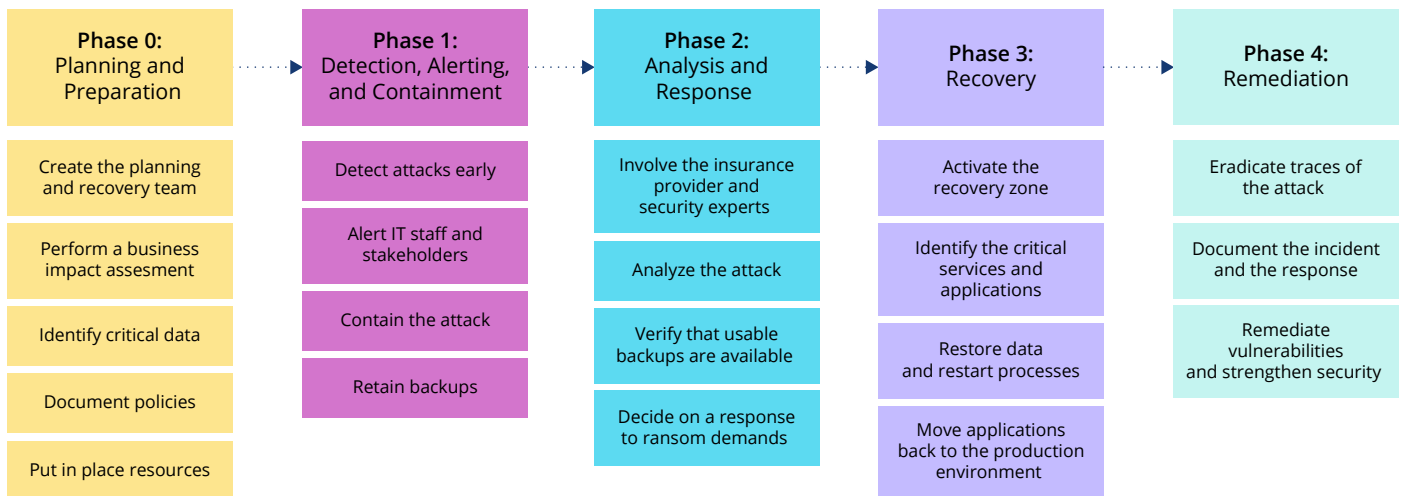 Phase 0:
Planning and
Preparation
Create the planning
and recovery team
Perform a business
impact assesment
Identify critical data
Document policies
Put in place resources
Phase 1:
Detection, Alerting,
and Containment
Detect attacks early
Alert IT staff and
stakeholders
Contain the attack
Retain backups
Phase 2:
Analysis and
Response
Involve the insurance
provider and
security experts
Analyze the attack
Verify that usable
backups are available
Decide on a response
to ransom demands
Phase 3:
Recovery
Activate the
recovery zone
Identify the critical
services and
applications
Restore data
and restart processes
Move applications
back to the production
environment
Phase 4:
Remediation
Eradicate traces of
the attack
Document the incident
and the response
Remediate
vulnerabilities
and strengthen security